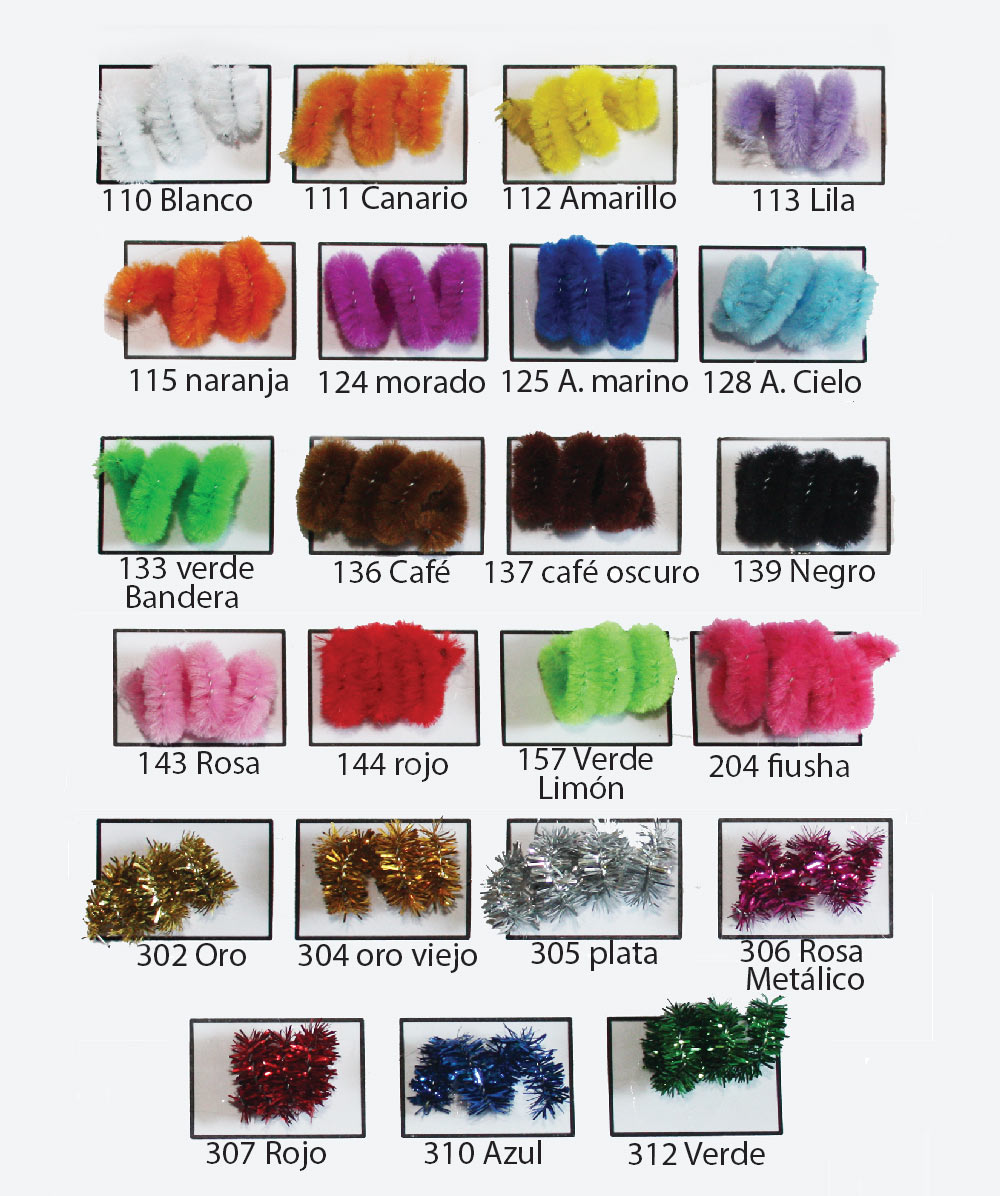 110 Blanco
111 Canario
112 Amarillo
113 Lila
115 naranja
124 morado
125 A. marino
128 A. Cielo
133 verde
Bandera
136 Café
137 café oscuro
139 Negro
143 Rosa
144 rojo
157 Verde
Limón
204 fiusha
302 Oro
304 oro viejo
305 plata
306 Rosa
Metálico
307 Rojo
310 Azul
312 Verde